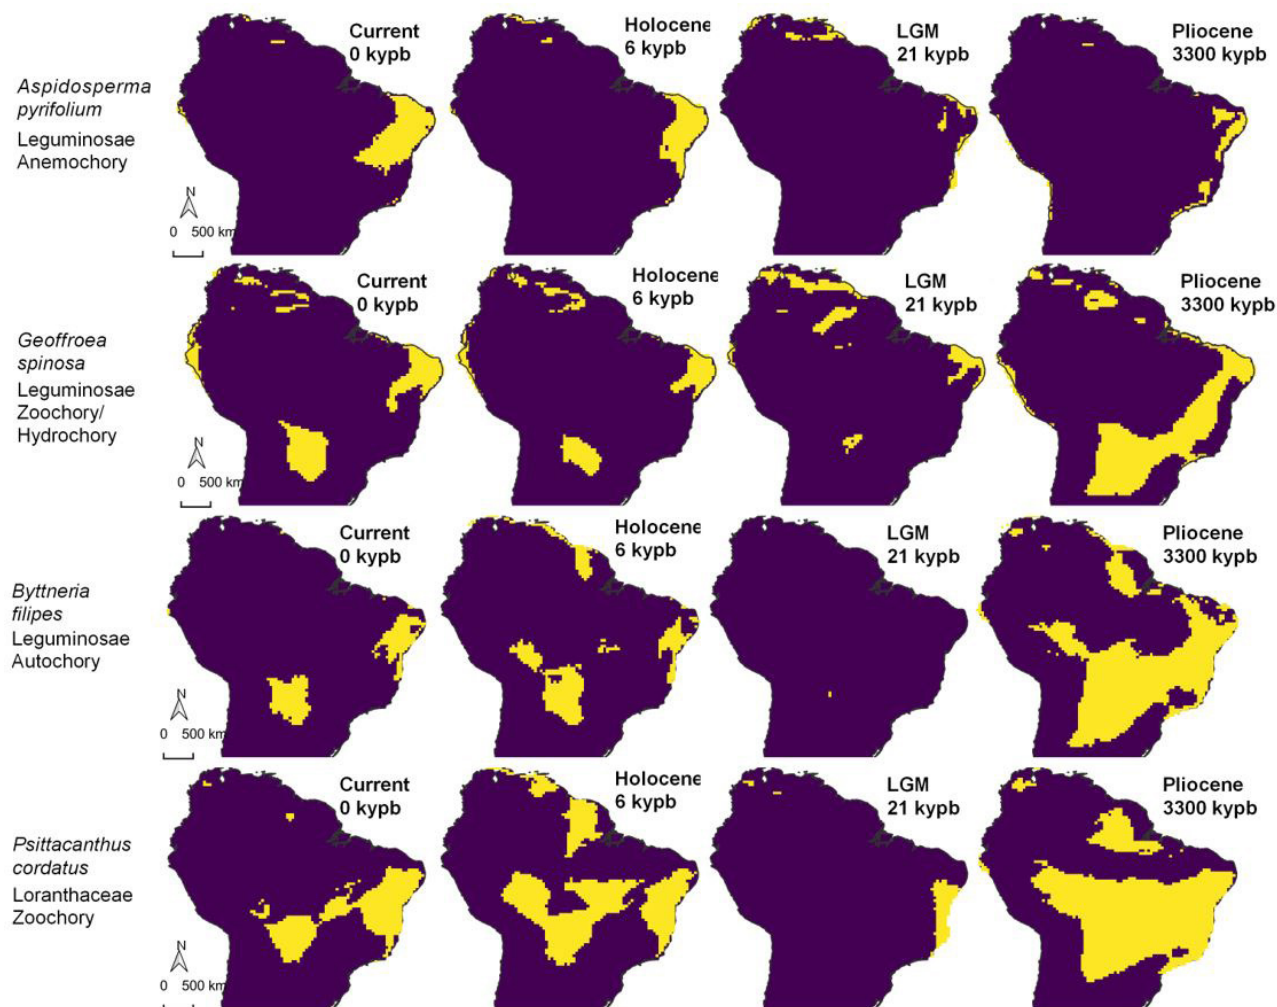 Aspidosperma
pyrifolium
Leguminosae
Anemochory
Current
0 kypb
Holocene
6 kypb
LGM
21 kypb
Pliocene
3300 kypb
N
0 500 km
Geoffroea
spinosa
Leguminosae
Zoochory/
Hydrochory
Current
0 kypb
Holocene
6 kypb
LGM
21 kypb
Pliocene
3300 kypb
N
0 500 km
Byttneria
filipes
Leguminosae
Autochory
Current
0 kypb
Holocene
6 kypb
LGM
21 kypb
Pliocene
3300 kypb
N
0 500 km
Psittacanthus
cordatus
Loranthaceae
Zoochory
Current
0 kypb
Holocene
6 kypb
LGM
21 kypb
Pliocene
3300 kypb
N
0 500 km